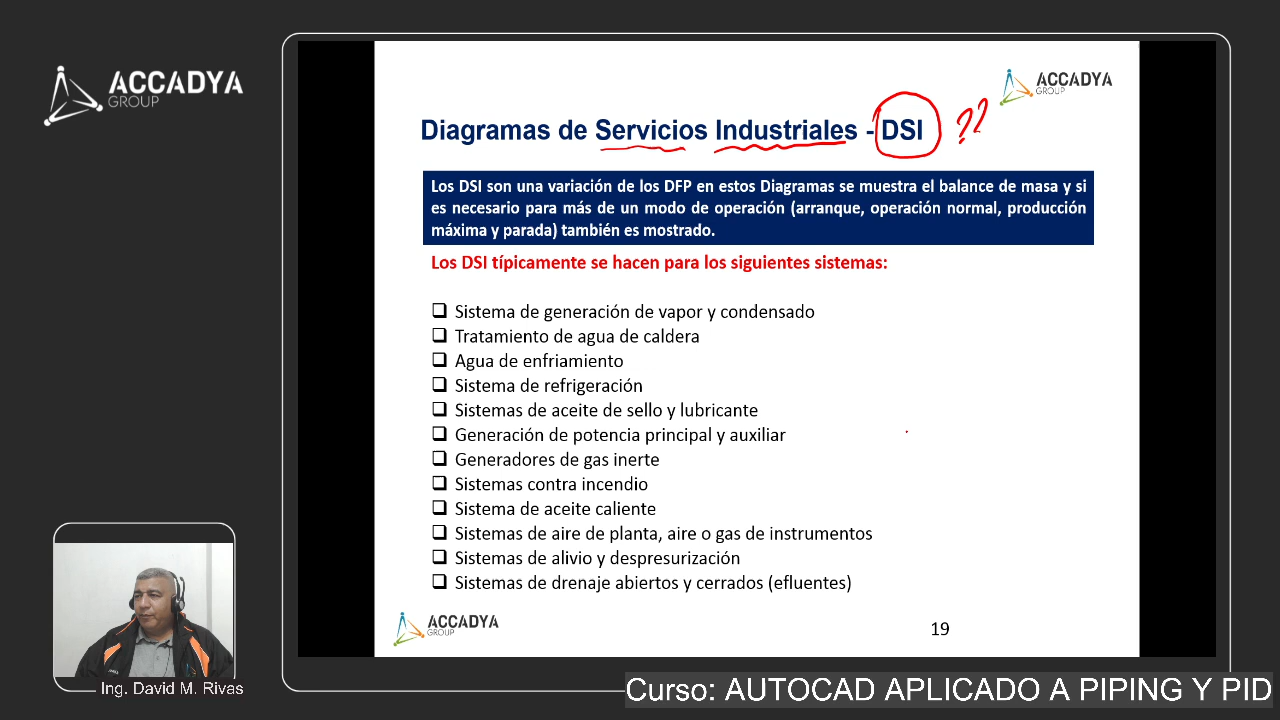 ACCADYA
GROUP
ACCADYA
GROUP
Diagramas de Servicios Industriales - DSI ??
Los DSI son una variación de los DFP en estos Diagramas se muestra el balance de masa y si
es necesario para más de un modo de operación (arranque, operación normal, producción
máxima y parada) también es mostrado.
Los DSI típicamente se hacen para los siguientes sistemas:
Sistema de generación de vapor y condensado
Tratamiento de agua de caldera
Agua de enfriamiento
Sistema de refrigeración
Sistemas de aceite de sello y lubricante
Generación de potencia principal y auxiliar
Generadores de gas inerte
Sistemas contra incendio
Sistema de aceite caliente
Sistemas de aire de planta, aire o gas de instrumentos
Sistemas de alivio y despresurización
Sistemas de drenaje abiertos y cerrados (efluentes)
ACCADYA
GROUP
19
Ing. David M. Rivas
Curso: AUTOCAD APLICADO A PIPING Y PID